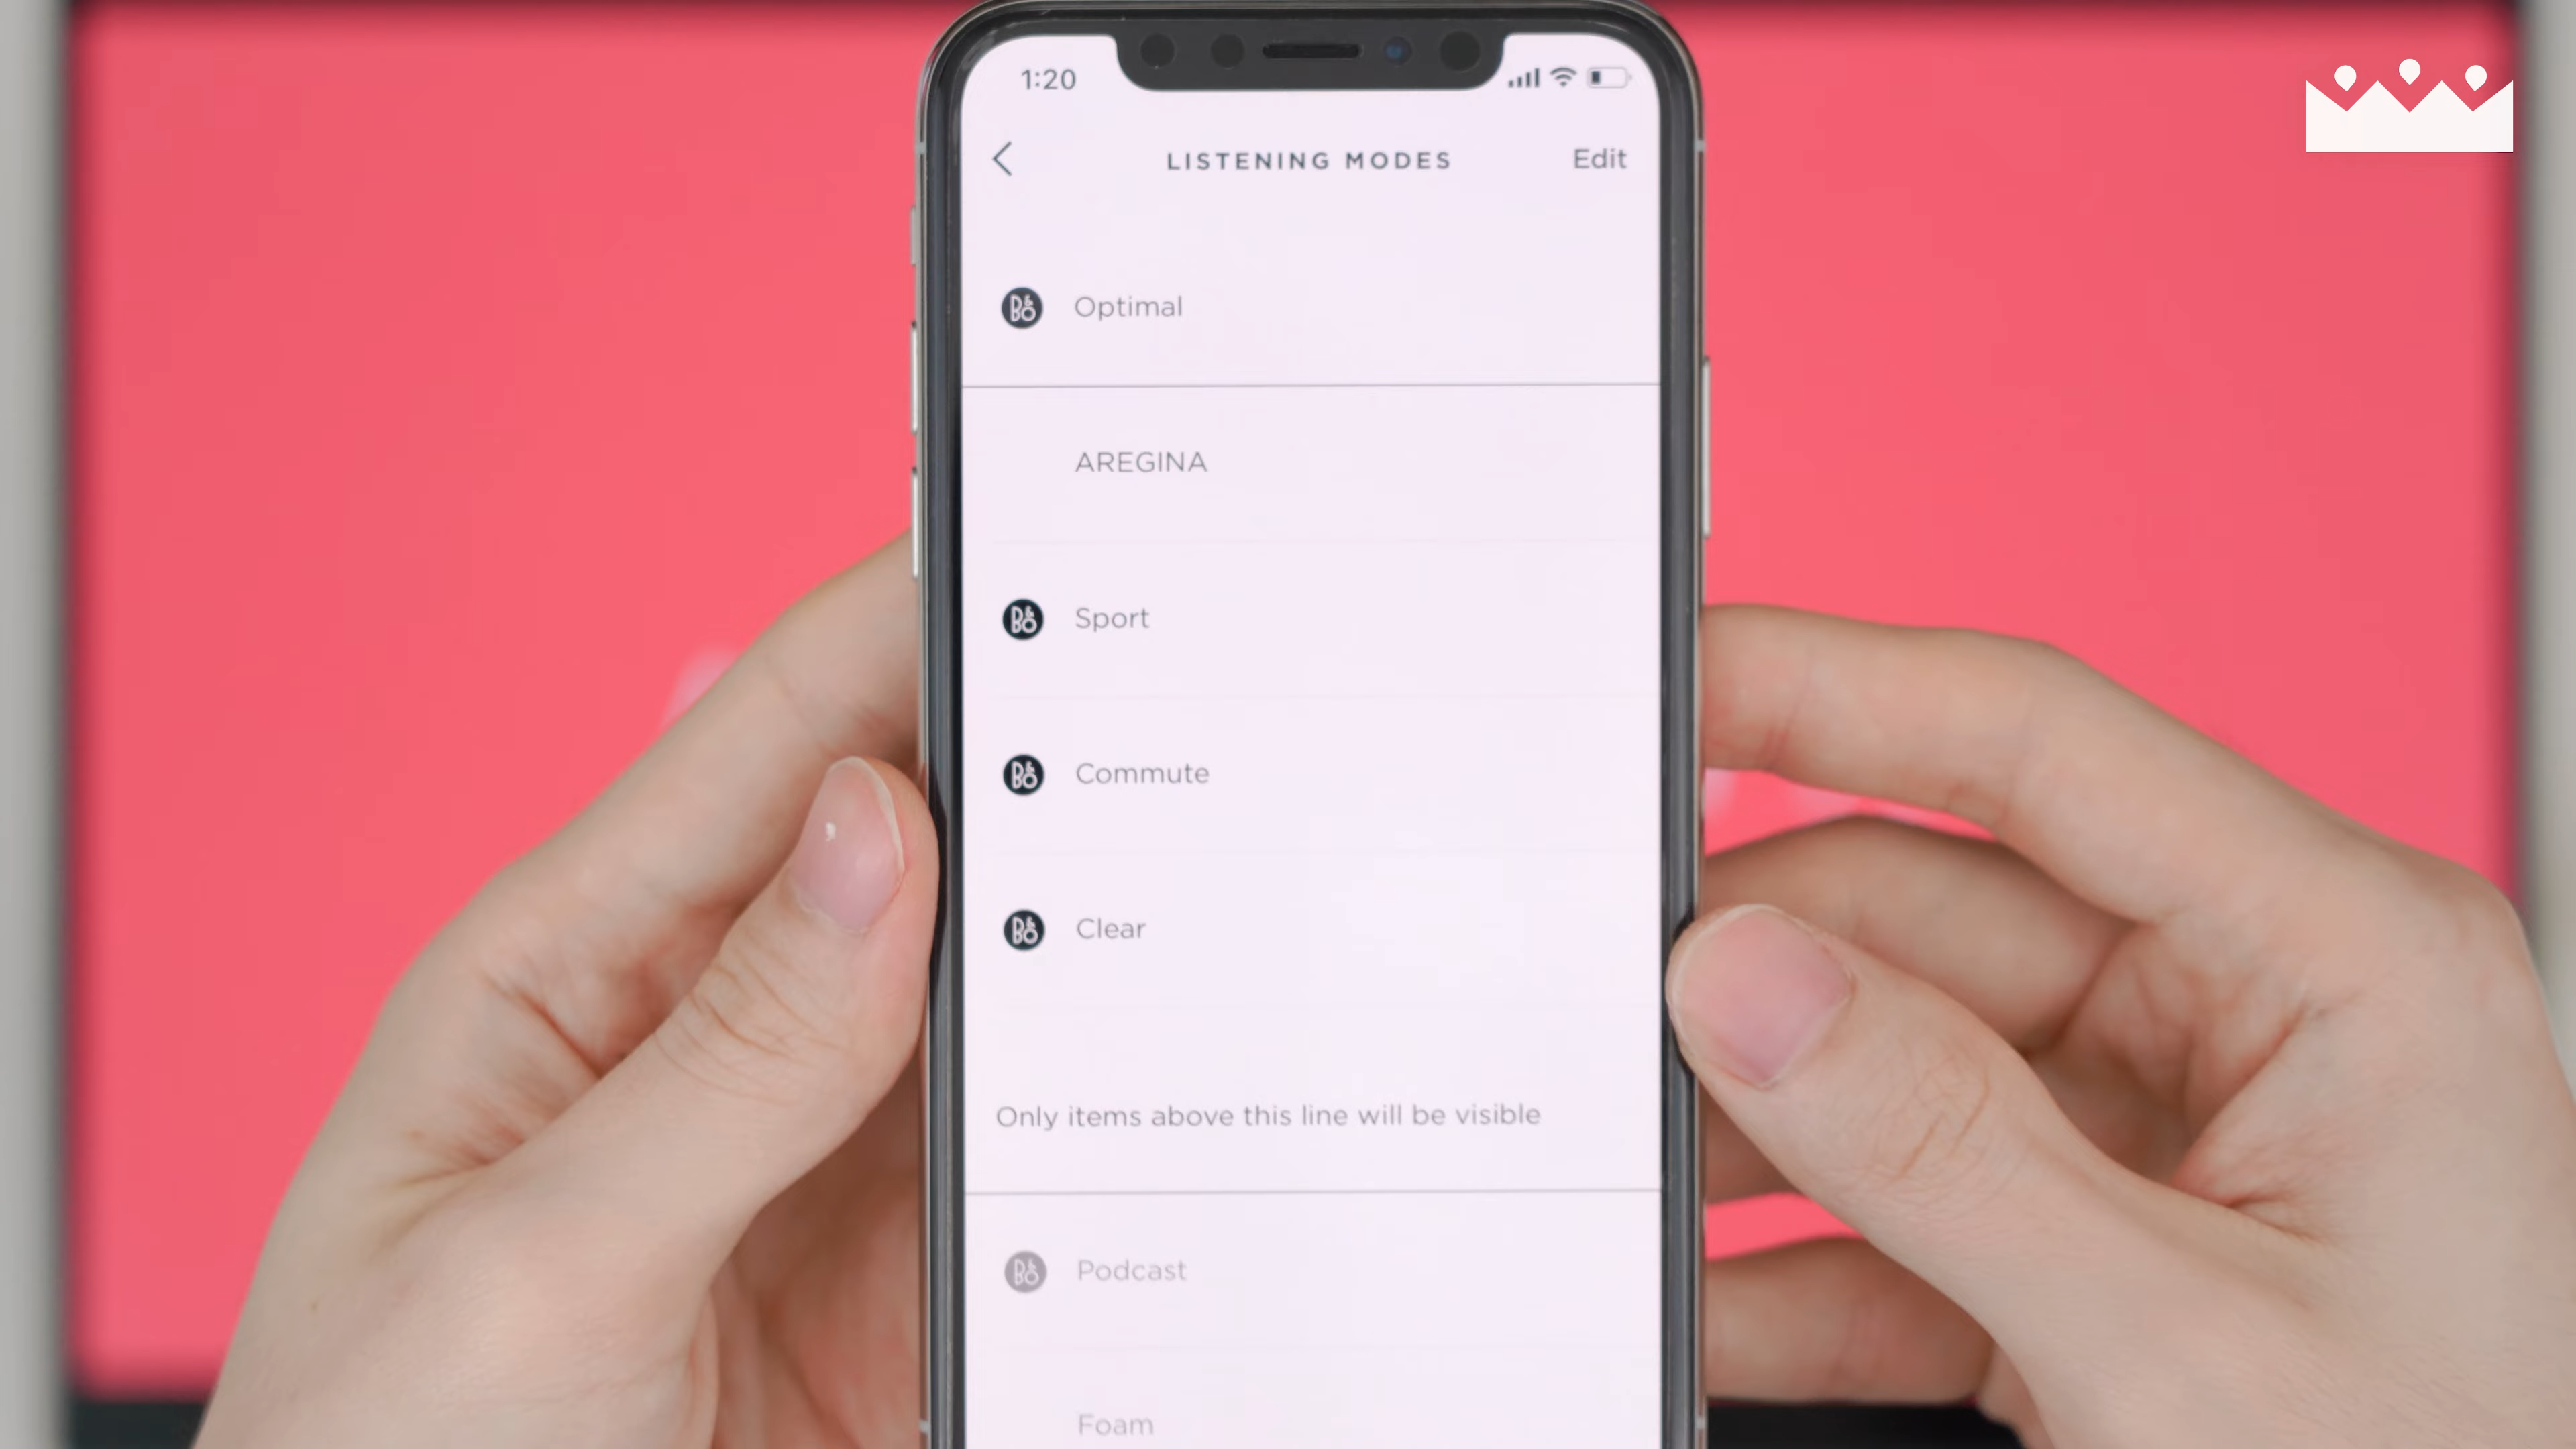 1:20
LISTENING MODES
Edit
B&O Optimal
AREGINA
B&O Sport
B&O Commute
B&O Clear
Only items above this line will be visible
B&O Podcast
Foam